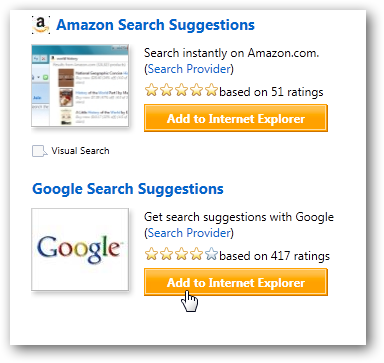 a Amazon Search Suggestions
Search instantly on Amazon.com.
(Search Provider)
based on 51 ratings
Add to Internet Explorer
Visual Search
Google Search Suggestions
Google
Get search suggestions with Google
(Search Provider)
based on 417 ratings
Add to Internet Explorer